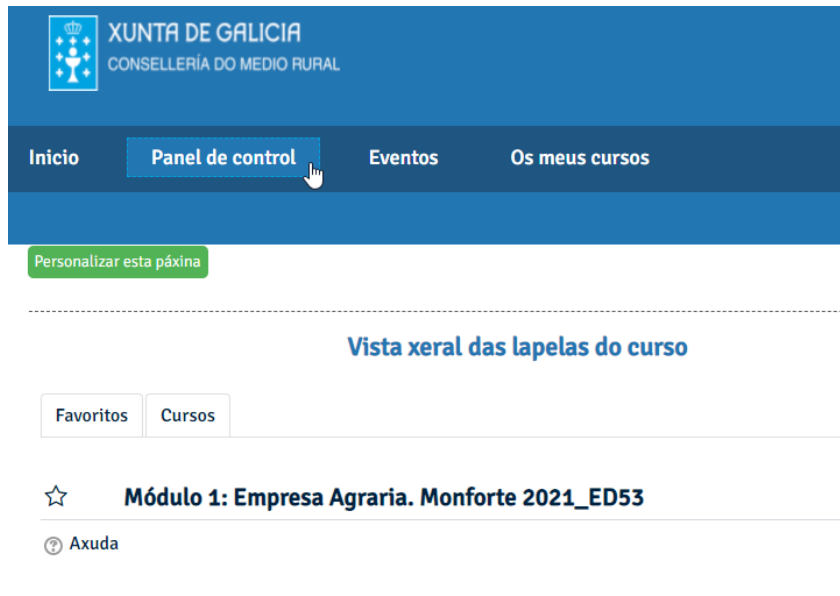 XUNTA DE GALICIA
CONSELLERÍA DO MEDIO RURAL
Inicio Panel de control Eventos Os meus cursos
Personalizar esta páxina
Vista xeral das lapelas do curso
Favoritos Cursos
Módulo 1: Empresa Agraria. Monforte 2021_ED53
Axuda